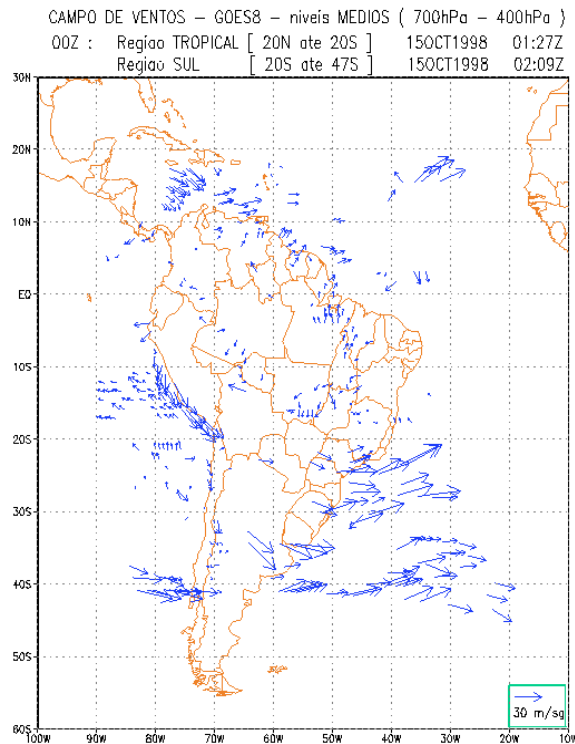 CAMPO DE VENTOS – GOES8 – niveis MEDIOS ( 700hPa – 400hPa )
00Z : Regiao TROPICAL [ 20N ate 20S ] 15OCT1998 01:27Z
Regiao SUL [ 20S ate 47S ] 15OCT1998 02:09Z
30N
20N
10N
EQ
10S
20S
30S
40S
50S
60S
30 m/sg
100W 90W 80W 70W 60W 50W 40W 30W 20W 10W